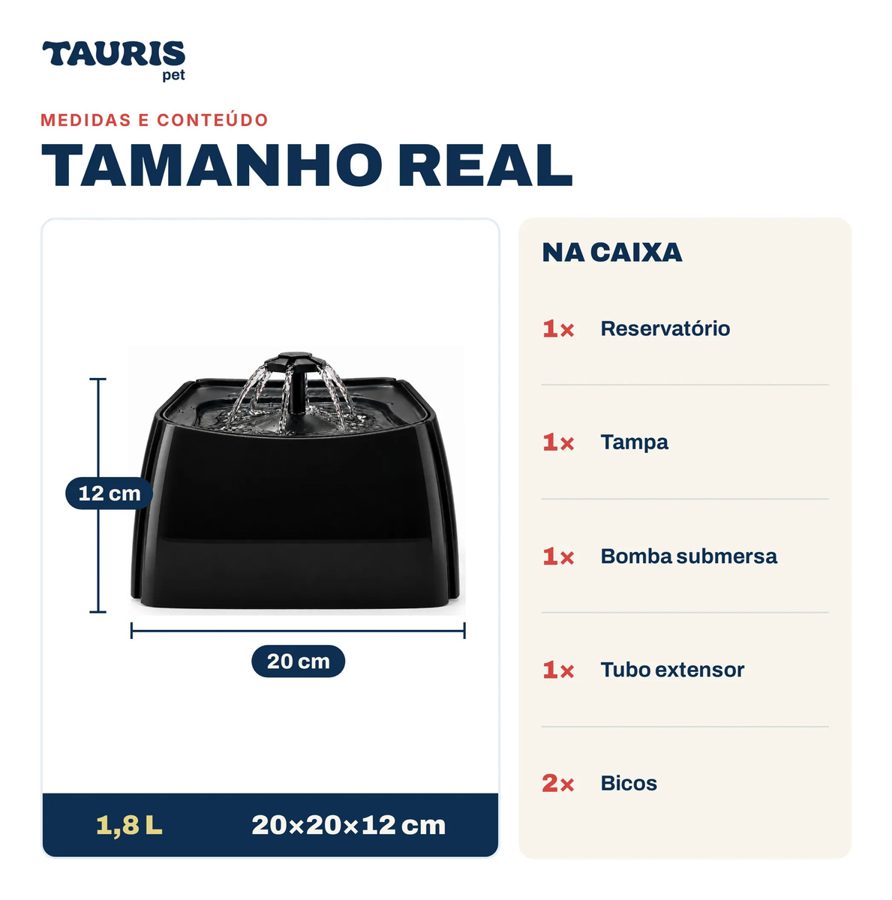 TAURIS
pet
MEDIDAS E CONTEÚDO
TAMANHO REAL
12 cm
20 cm
1,8 L
20×20×12 cm
NA CAIXA
1× Reservatório
1× Tampa
1× Bomba submersa
1× Tubo extensor
2× Bicos